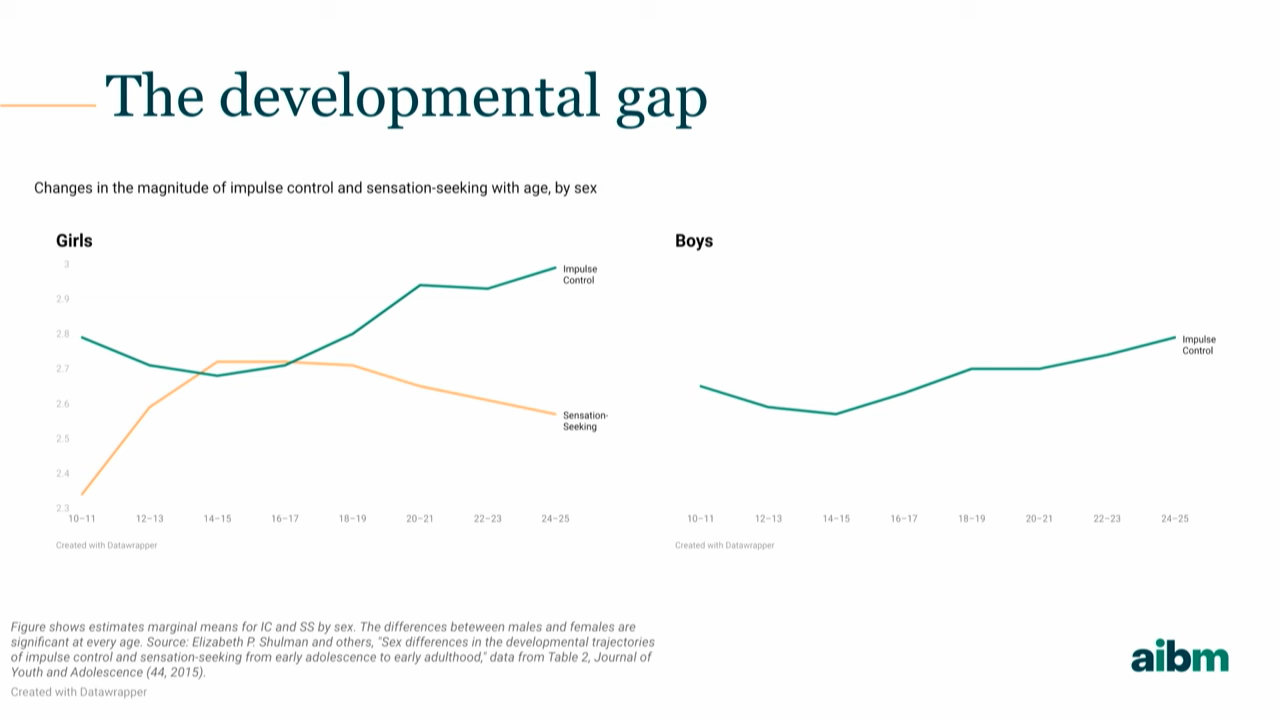 The developmental gap
Changes in the magnitude of impulse control and sensation-seeking with age, by sex
Girls
3
2.9
2.8
2.7
2.6
2.5
2.4
2.3
Impulse
Control
Sensation-
Seeking
10–11 12–13 14–15 16–17 18–19 20–21 22–23 24–25
Created with Datawrapper
Boys
Impulse
Control
10–11 12–13 14–15 16–17 18–19 20–21 22–23 24–25
Created with Datawrapper
Figure shows estimates marginal means for IC and SS by sex. The differences beteween males and females are
significant at every age. Source: Elizabeth P. Shulman and others, "Sex differences in the developmental trajectories
of impulse control and sensation-seeking from early adolescence to early adulthood," data from Table 2, Journal of
Youth and Adolescence (44, 2015).
Created with Datawrapper
aibm